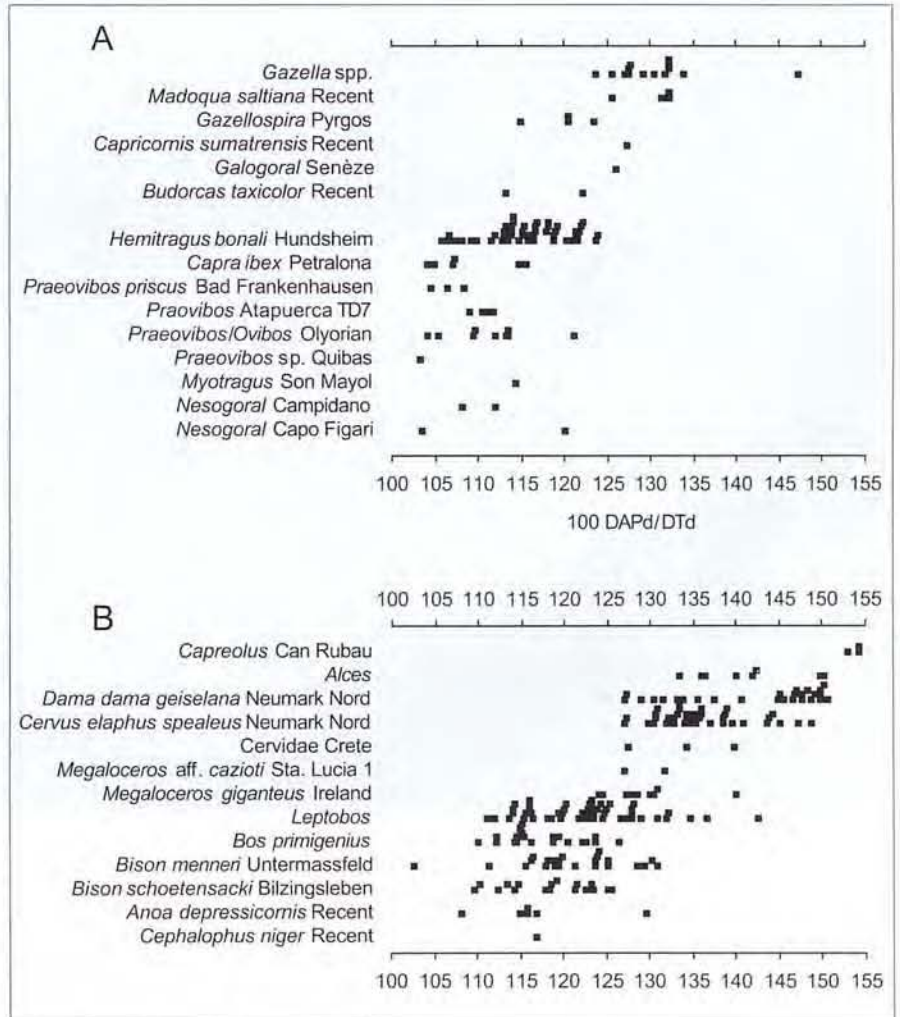 A
Gazella spp.
Madoqua saltiana Recent
Gazellospira Pyrgos
Capricornis sumatrensis Recent
Galogoral Senèze
Budorcas taxicolor Recent
Hemitragus bonali Hundsheim
Capra ibex Petralona
Praeovibos priscus Bad Frankenhausen
Praovibos Atapuerca TD7
Praeovibos/Ovibos Olyorian
Praeovibos sp. Quibas
Myotragus Son Mayol
Nesogoral Campidano
Nesogoral Capo Figari
100 105 110 115 120 125 130 135 140 145 150 155
100 DAPd/DTd
100 105 110 115 120 125 130 135 140 145 150 155
B
Capreolus Can Rubau
Alces
Dama dama geiselana Neumark Nord
Cervus elaphus spealeus Neumark Nord
Cervidae Crete
Megaloceros aff. cazioti Sta. Lucia 1
Megaloceros giganteus Ireland
Leptobos
Bos primigenius
Bison menneri Untermassfeld
Bison schoetensacki Bilzingsleben
Anoa depressicornis Recent
Cephalophus niger Recent
100 105 110 115 120 125 130 135 140 145 150 155